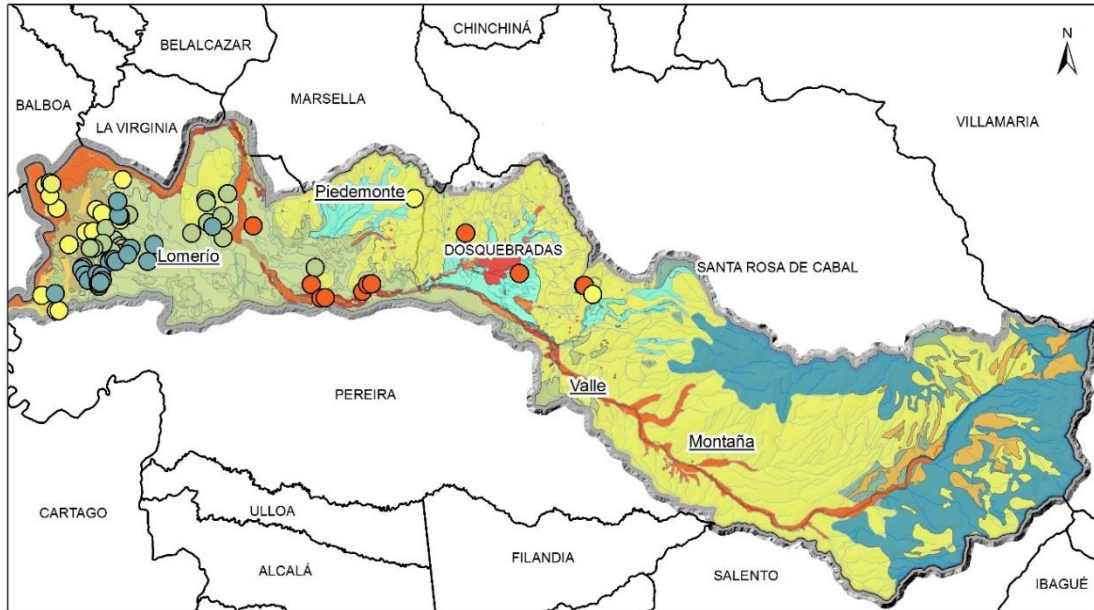 CHINCHINÁ
BELALCAZAR
N
BALBOA
MARSELLA
LA VIRGINIA
VILLAMARIA
Piedemonte
DOSQUEBRADAS
Lomerío
SANTA ROSA DE CABAL
PEREIRA
Valle
Montaña
CARTAGO
ULLOA
FILANDIA
ALCALÁ
SALENTO
IBAGUÉ